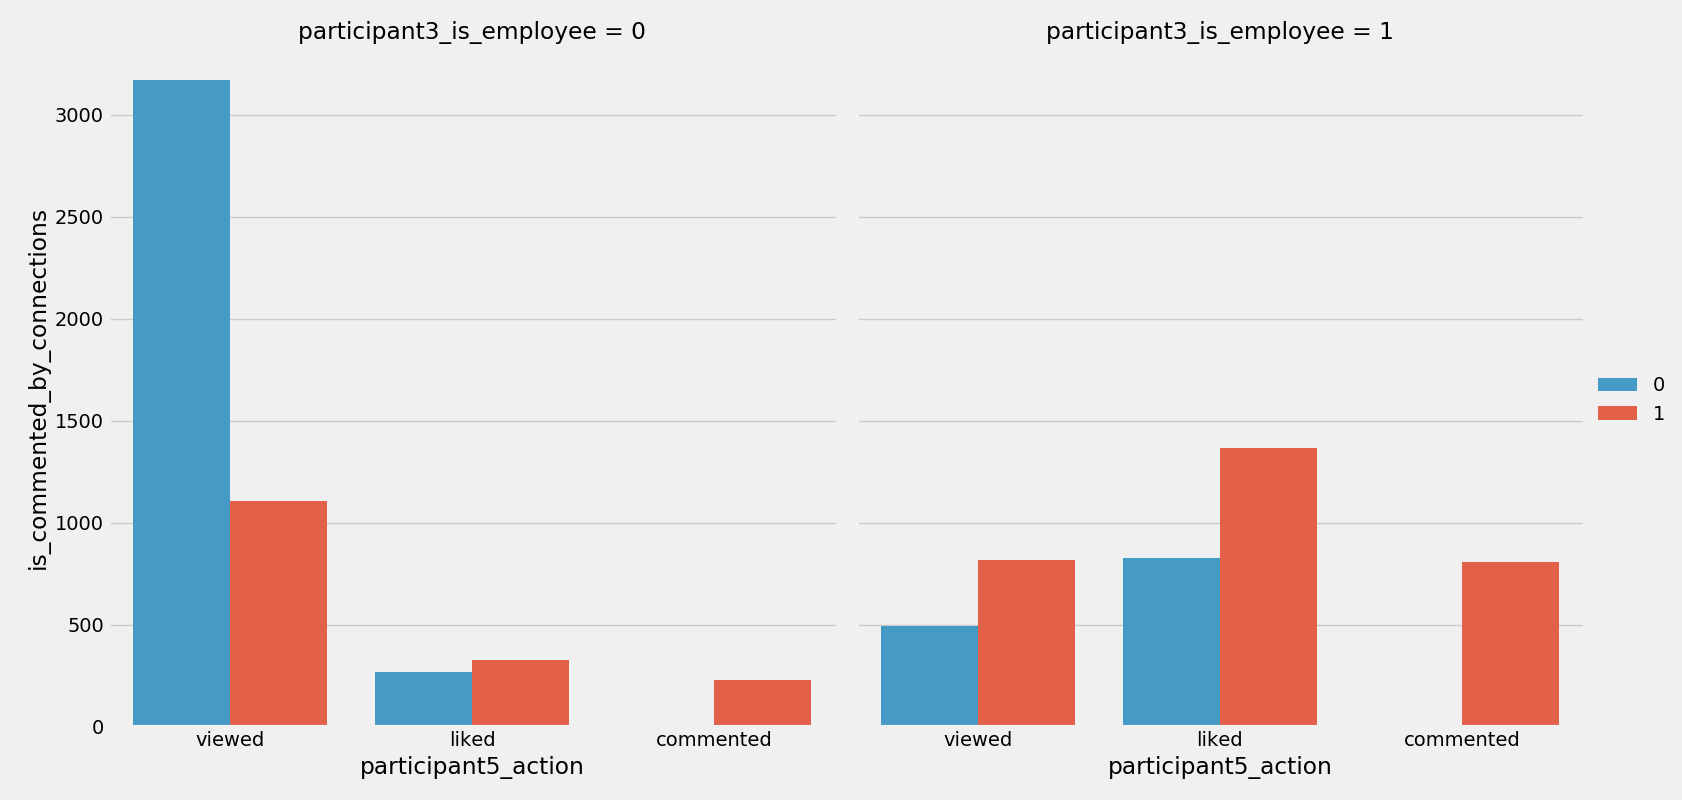 participant3_is_employee = 0
participant3_is_employee = 1
is_commented_by_connections
3000
2500
2000
1500
1000
500
0
viewed liked commented
viewed liked commented
participant5_action
participant5_action
0
1